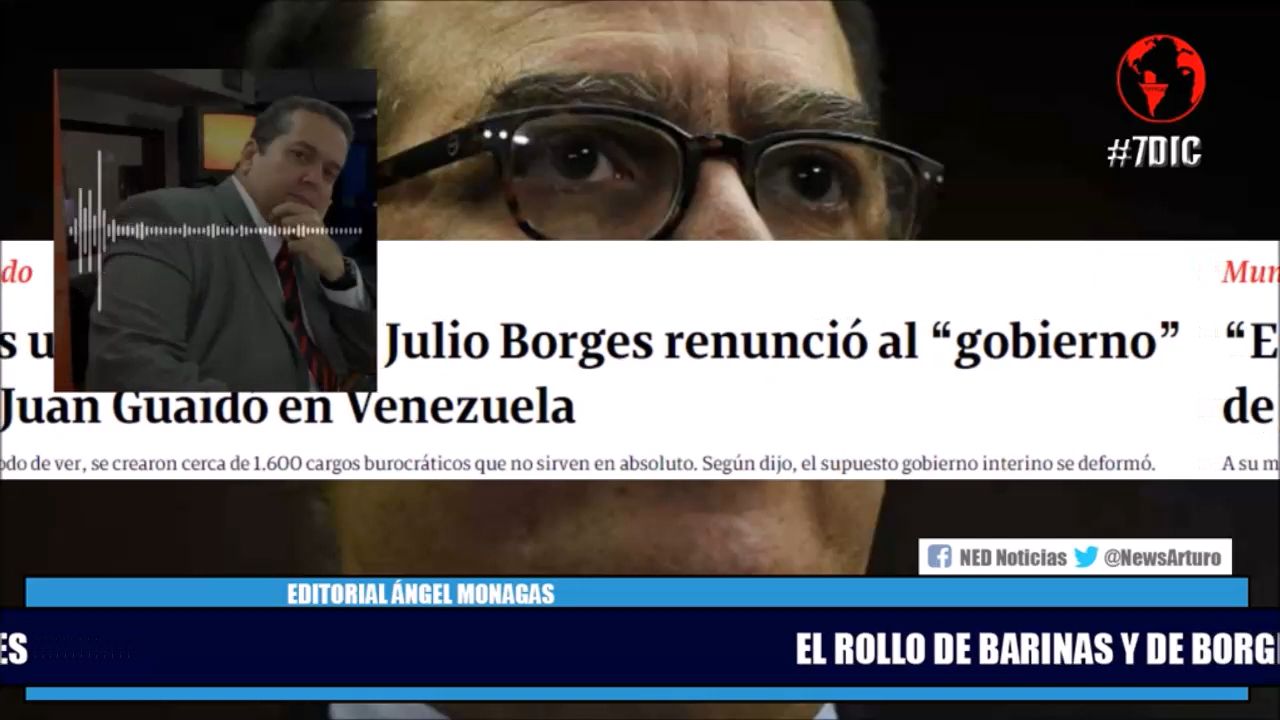 #7DIC
do
Mun
s u Julio Borges renunció al “gobierno” “E
Juan Guaidó en Venezuela de
odo de ver, se crearon cerca de 1.600 cargos burocráticos que no sirven en absoluto. Según dijo, el supuesto gobierno interino se deformó. A su m
NED Noticias @NewsArturo
EDITORIAL ÁNGEL MONAGAS
ES EL ROLLO DE BARINAS Y DE BORGE